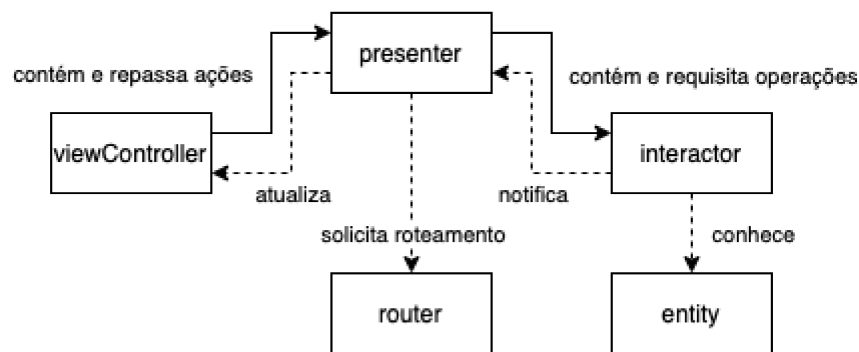 presenter
contém e repassa ações
contém e requisita operações
viewController
interactor
atualiza
notifica
solicita roteamento
conhece
router
entity